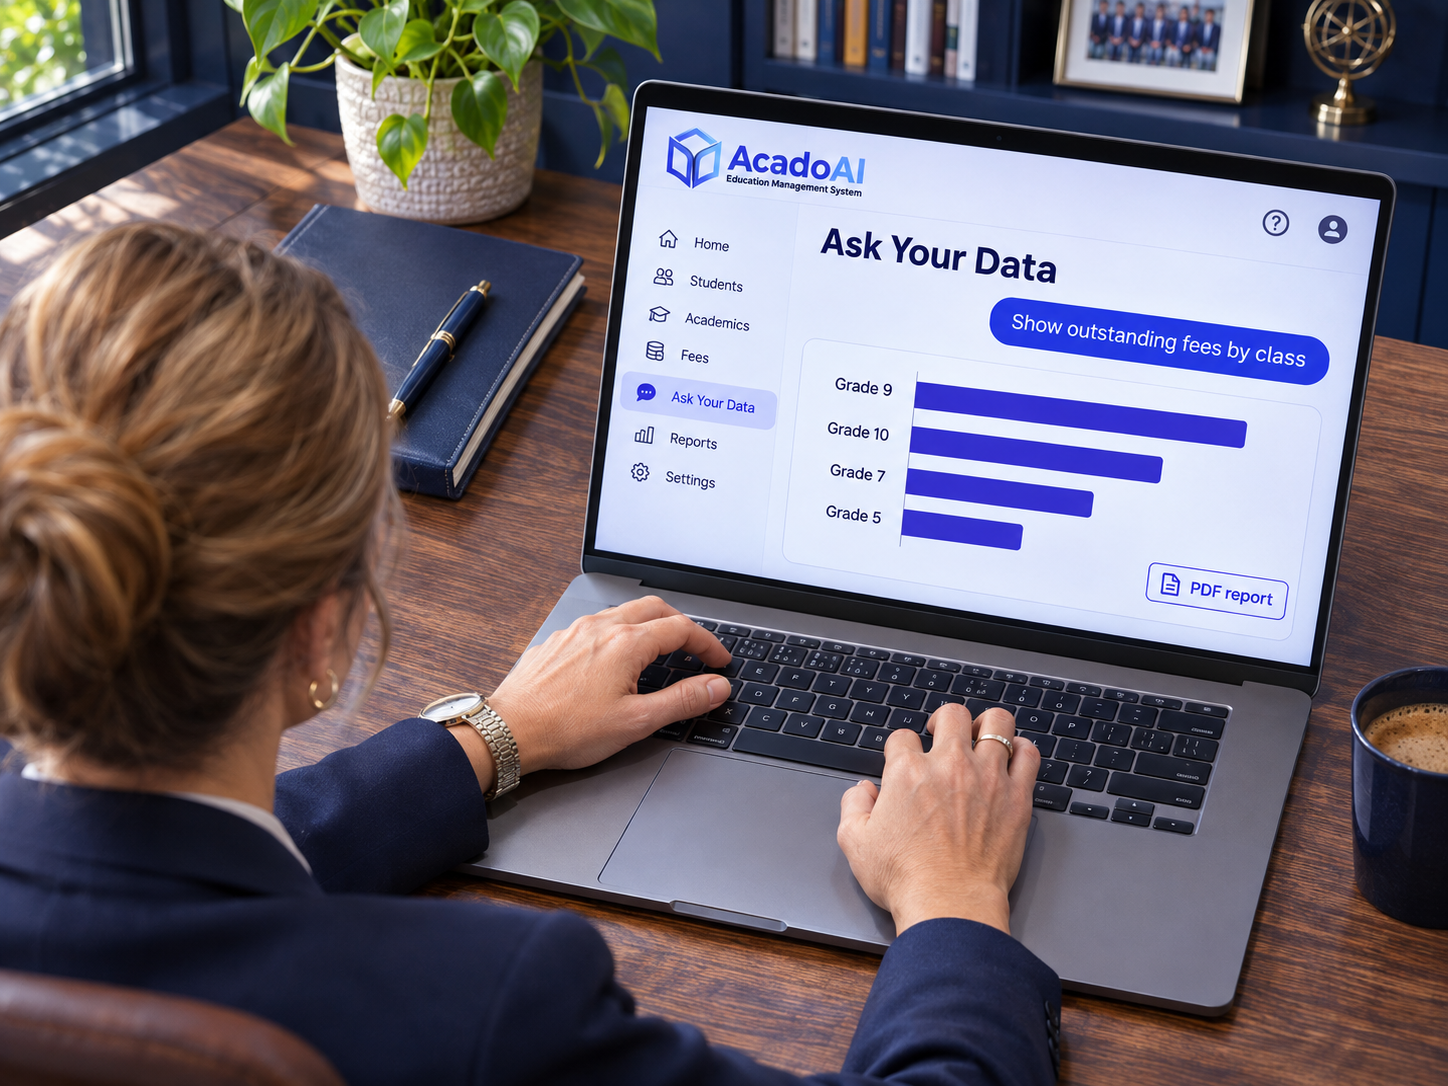 AcadoAI
Education Management System
Home
Students
Academics
Fees
Ask Your Data
Reports
Settings
Ask Your Data
Show outstanding fees by class
Grade 9
Grade 10
Grade 7
Grade 5
PDF report